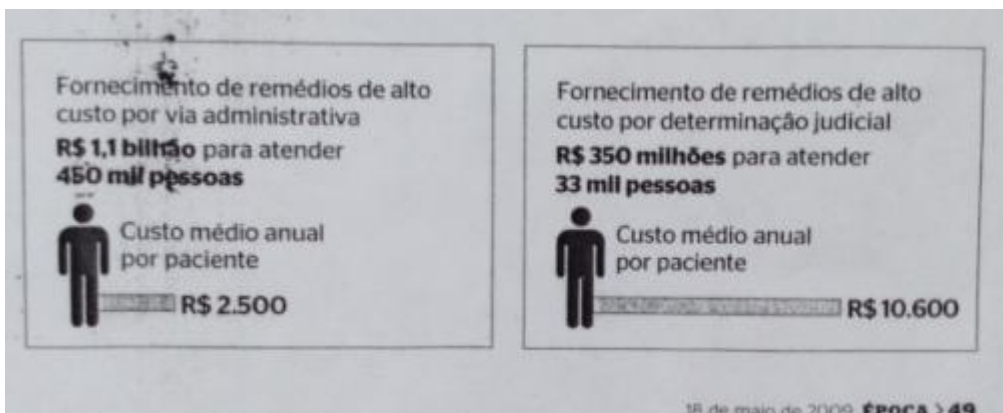 Fornecimento de remédios de alto
custo por via administrativa
R$ 1,1 bilhão para atender
450 mil pessoas
Custo médio anual
por paciente
R$ 2.500
Fornecimento de remédios de alto
custo por determinação judicial
R$ 350 milhões para atender
33 mil pessoas
Custo médio anual
por paciente
R$ 10.600
18 de maio de 2009 ÉPOCA > 49